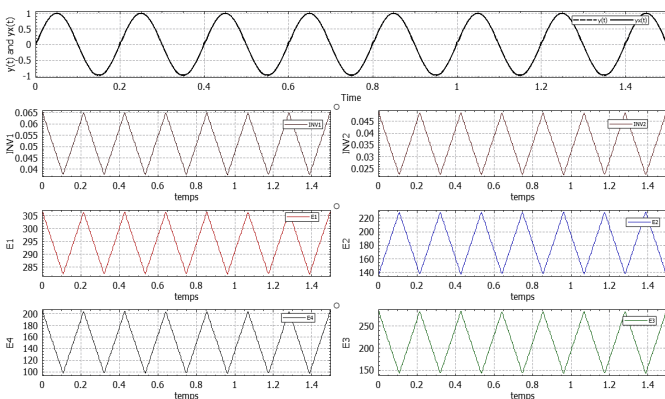 y(t) and yx(t)
1
0.5
0
-0.5
-1
y(t) yx(t)
0 0.2 0.4 0.6 0.8 1 1.2 1.4
Time
INV1
0.065
0.06
0.055
0.05
0.045
0.04
INV1
0 0.2 0.4 0.6 0.8 1 1.2 1.4
temps
INV2
0.045
0.04
0.035
0.03
0.025
INV2
0 0.2 0.4 0.6 0.8 1 1.2 1.4
temps
E1
305
300
295
290
285
E1
0 0.2 0.4 0.6 0.8 1 1.2 1.4
temps
E2
220
200
180
160
140
E2
0 0.2 0.4 0.6 0.8 1 1.2 1.4
temps
E4
200
180
160
140
120
100
E4
0 0.2 0.4 0.6 0.8 1 1.2 1.4
temps
E3
250
200
150
E3
0 0.2 0.4 0.6 0.8 1 1.2 1.4
temps